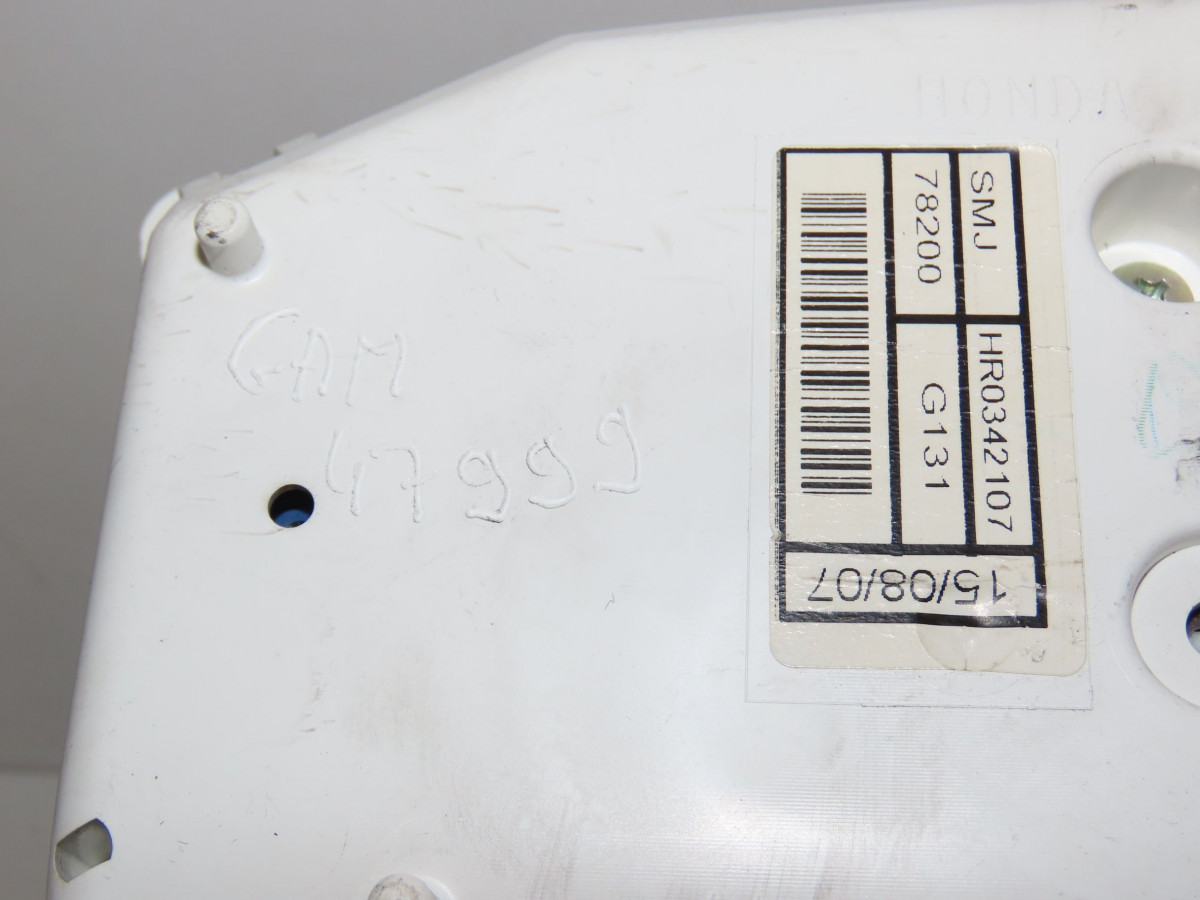 HONDA
SMJ HR0342107
78200 G131
15/08/07
GAM
47999